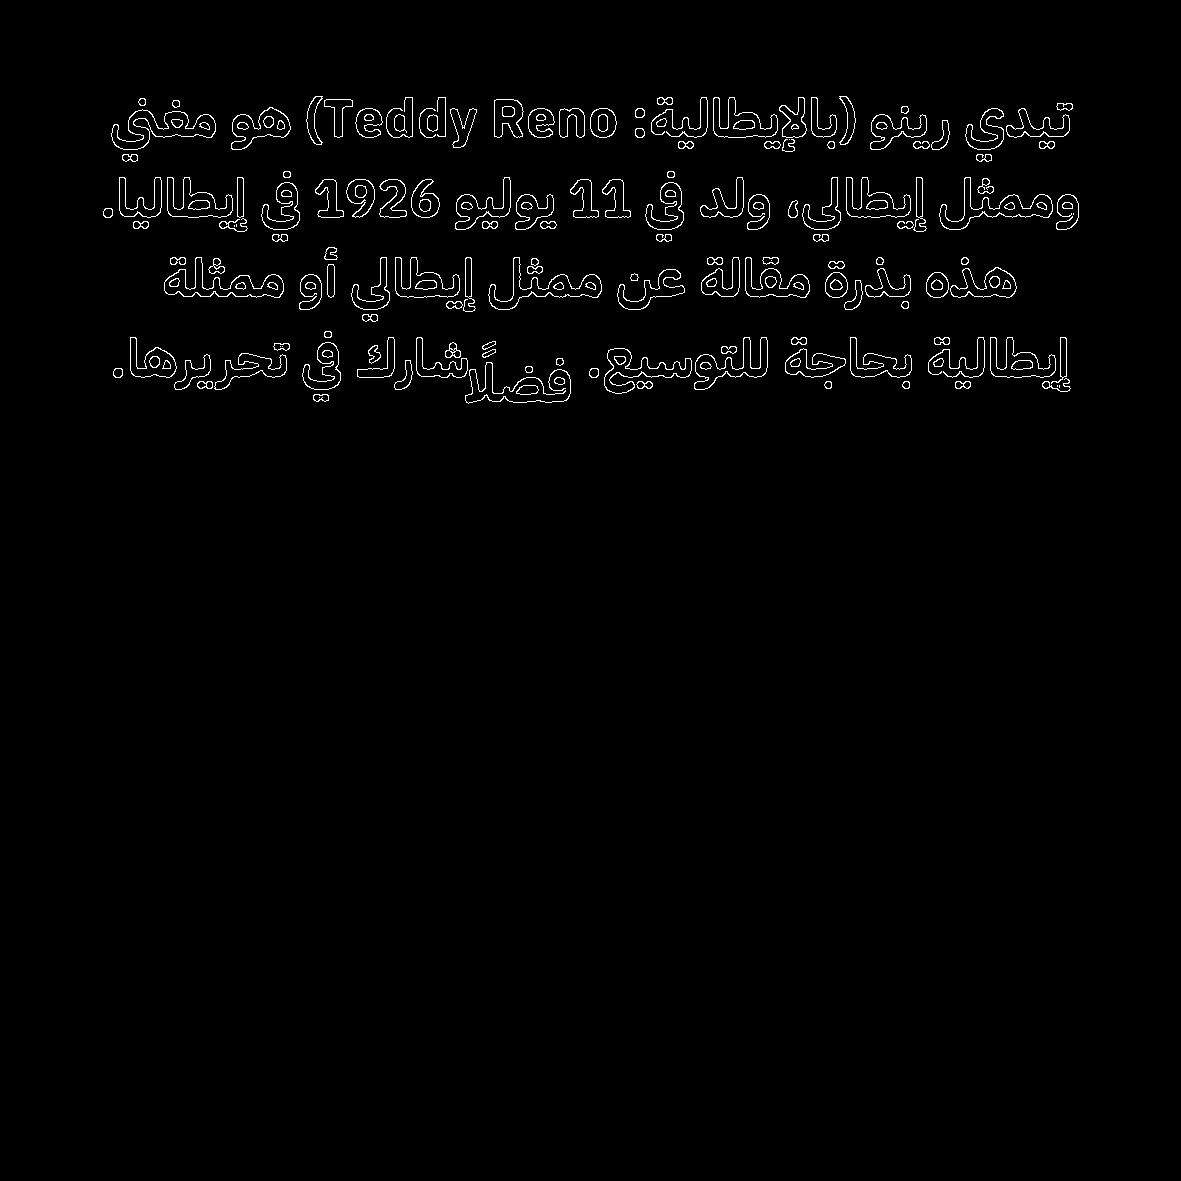 تيدي رينو (بالإيطالية: Teddy Reno) هو مغني
وممثل إيطالي، ولد في 11 يوليو 1926 في إيطاليا.
هذه بذرة مقالة عن ممثل إيطالي أو ممثلة
إيطالية بحاجة للتوسيع. فضلًا شارك في تحريرها.